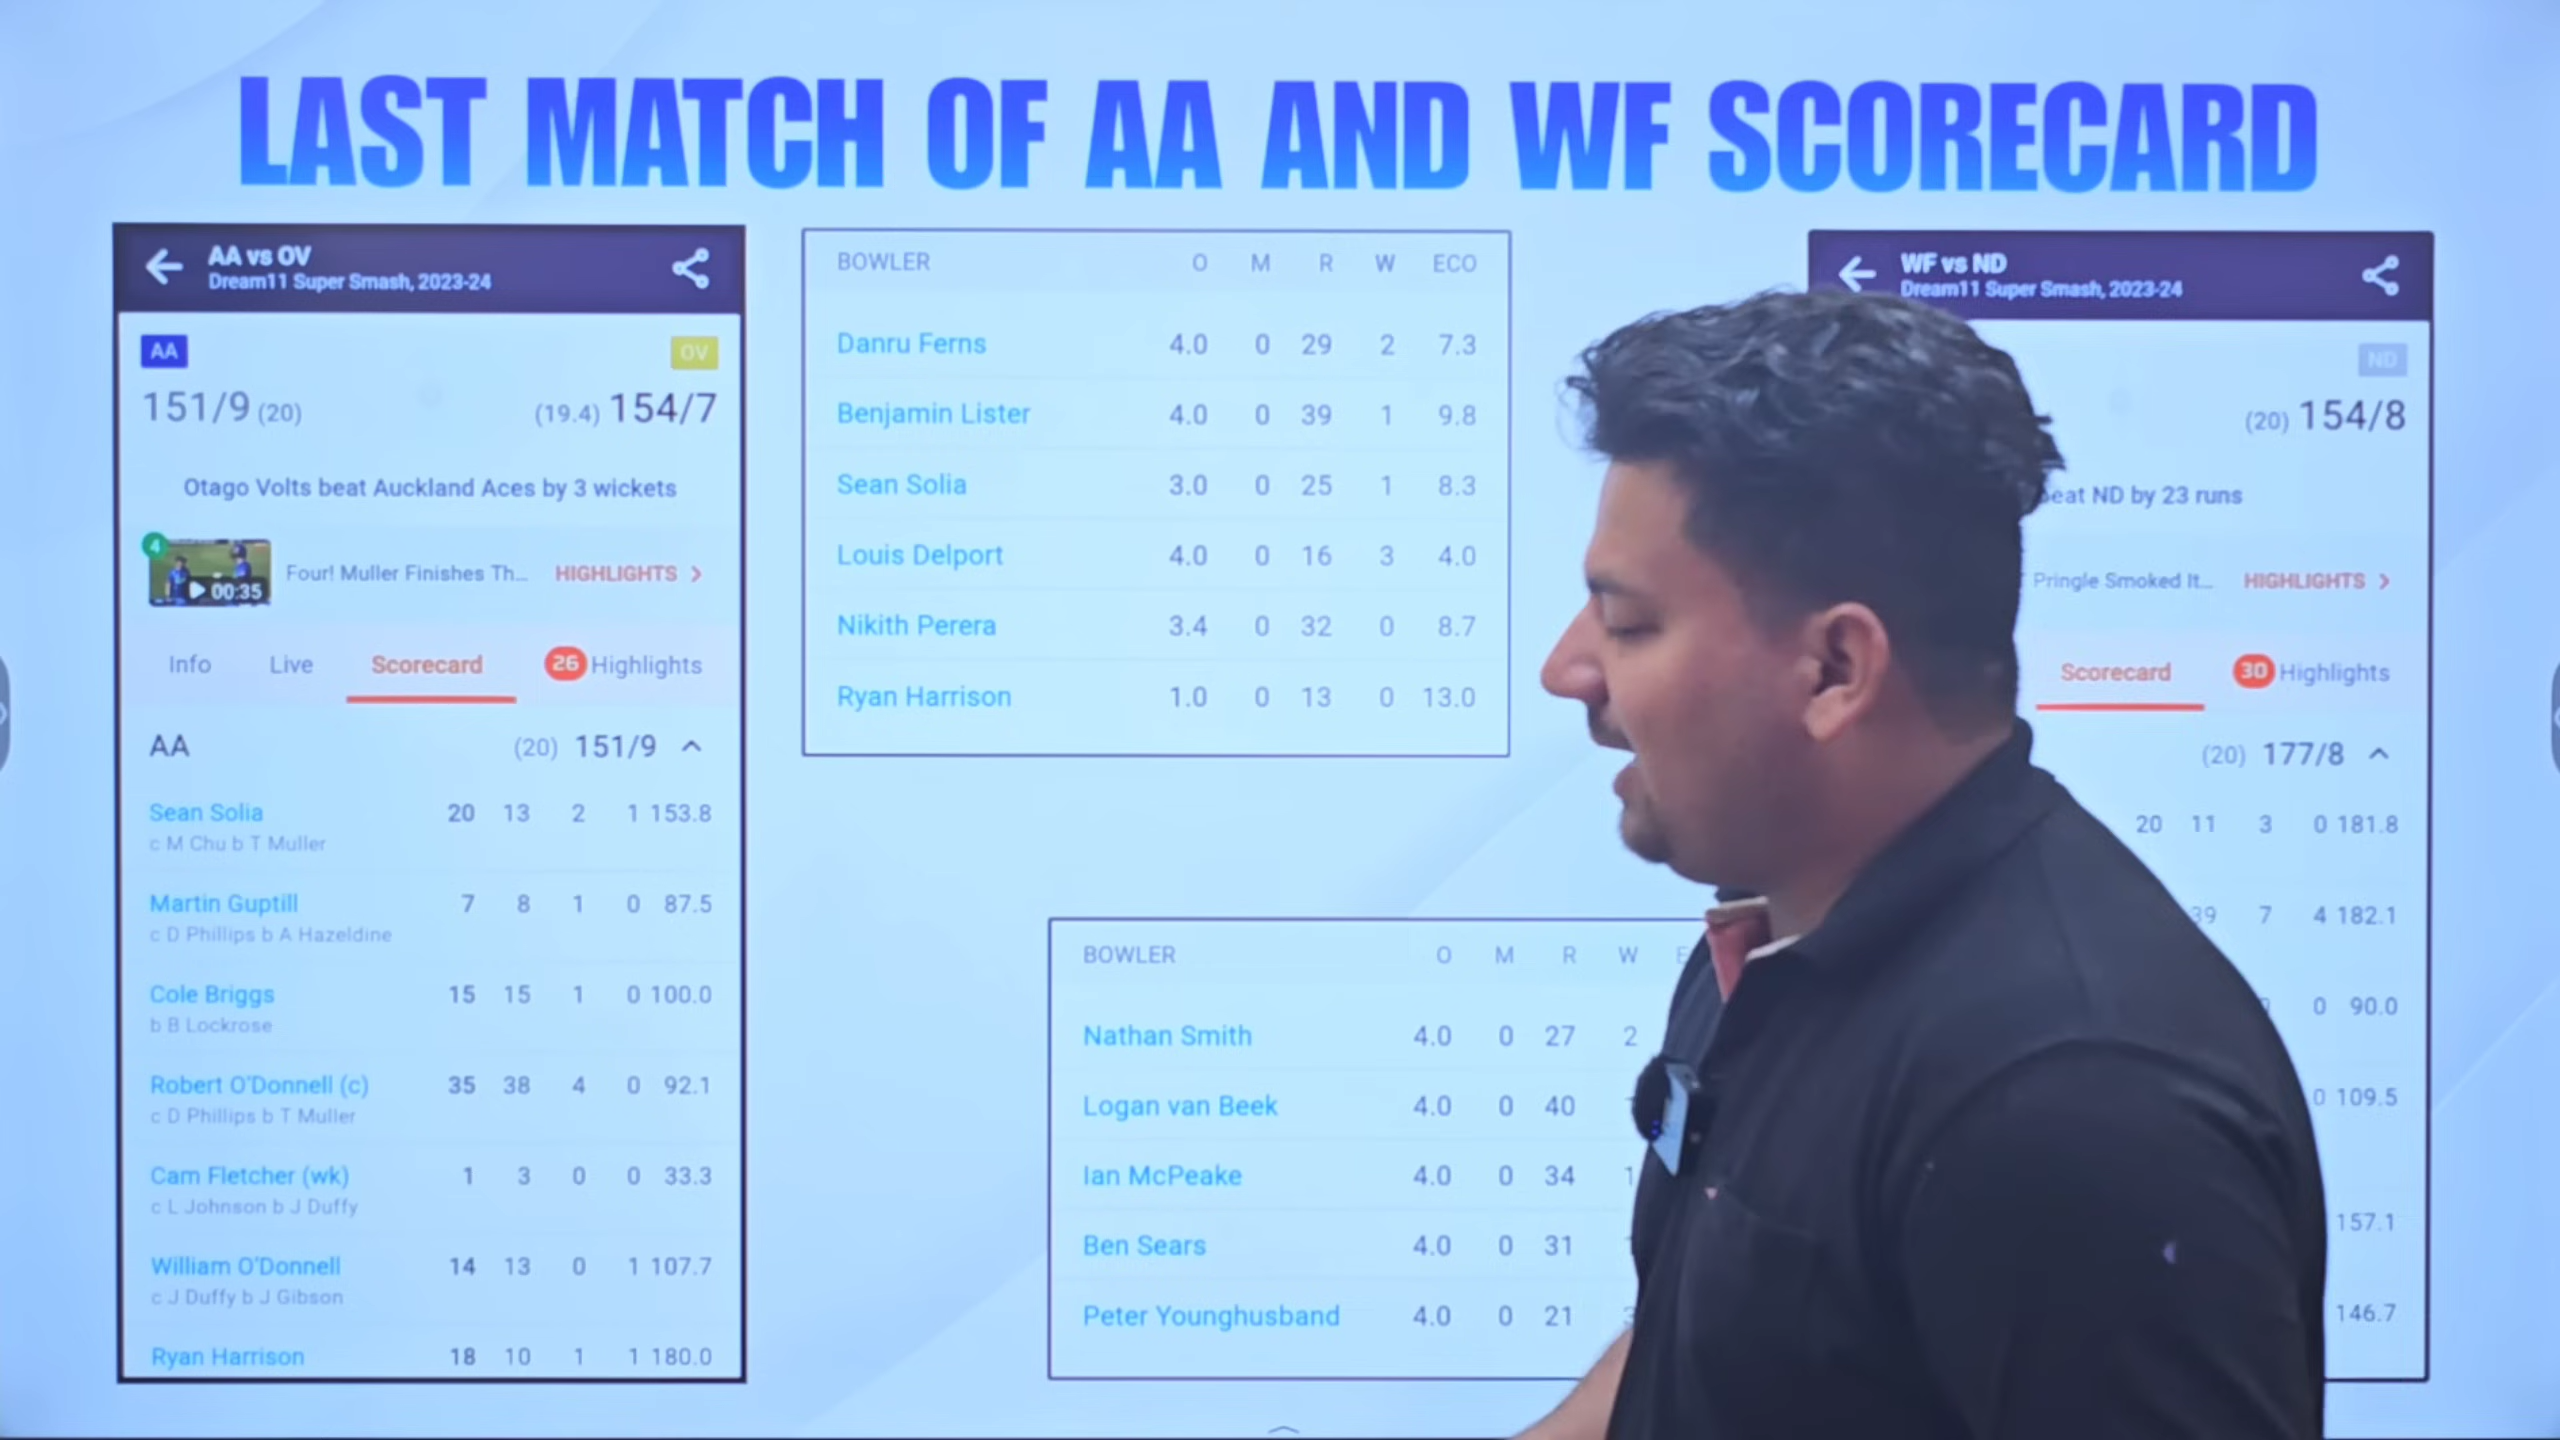 LAST MATCH OF AA AND WF SCORECARD
AA vs OV
Dream11 Super Smash, 2023-24
AA OV
151/9 (20) (19.4) 154/7
Otago Volts beat Auckland Aces by 3 wickets
4
00:35
Four! Muller Finishes Th... HIGHLIGHTS >
Info Live Scorecard 26 Highlights
AA (20) 151/9
Sean Solia 20 13 2 1 153.8
c M Chu b T Muller
Martin Guptill 7 8 1 0 87.5
c D Phillips b A Hazeldine
Cole Briggs 15 15 1 0 100.0
b B Lockrose
Robert O'Donnell (c) 35 38 4 0 92.1
c D Phillips b T Muller
Cam Fletcher (wk) 1 3 0 0 33.3
c L Johnson b J Duffy
William O'Donnell 14 13 0 1 107.7
c J Duffy b J Gibson
Ryan Harrison 18 10 1 1 180.0
BOWLER O M R W ECO
Danru Ferns 4.0 0 29 2 7.3
Benjamin Lister 4.0 0 39 1 9.8
Sean Solia 3.0 0 25 1 8.3
Louis Delport 4.0 0 16 3 4.0
Nikith Perera 3.4 0 32 0 8.7
Ryan Harrison 1.0 0 13 0 13.0
BOWLER O M R W
Nathan Smith 4.0 0 27 2
Logan van Beek 4.0 0 40
Ian McPeake 4.0 0 34 1
Ben Sears 4.0 0 31
Peter Younghusband 4.0 0 21
WF vs ND
Dream11 Super Smash, 2023-24
ND
(20) 154/8
beat ND by 23 runs
Pringle Smoked It... HIGHLIGHTS >
Scorecard 30 Highlights
(20) 177/8
20 11 3 0 181.8
39 7 4 182.1
0 90.0
0 109.5
157.1
146.7